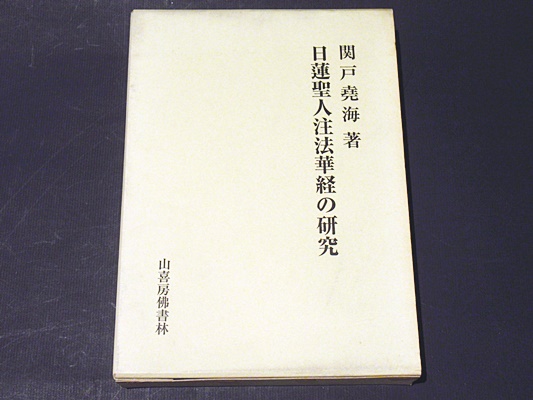 関戸堯海著
日蓮聖人注法華経の研究
山喜房佛書林